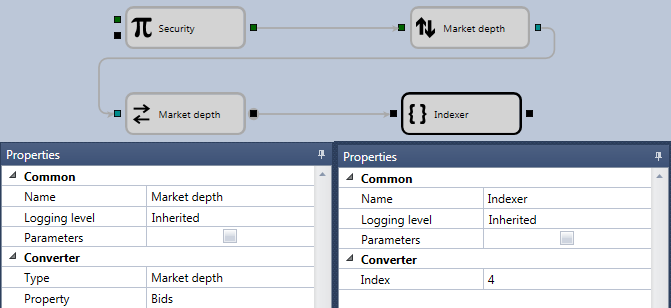 Security
Market depth
Market depth
Indexer
Properties
Common
Name Market depth
Logging level Inherited
Parameters
Converter
Type Market depth
Property Bids
Properties
Common
Name Indexer
Logging level Inherited
Parameters
Converter
Index 4